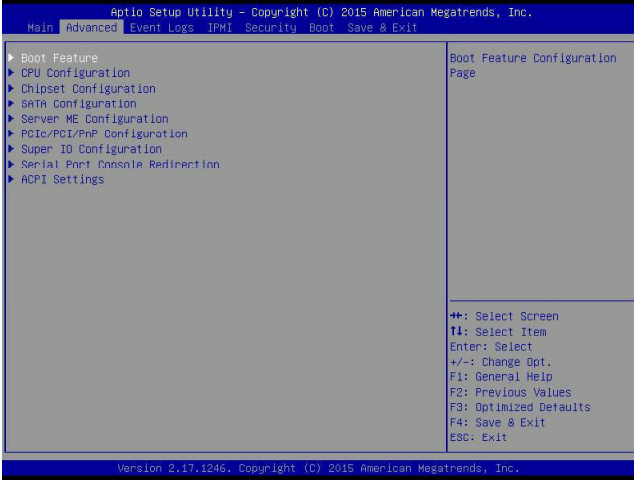 Aptio Setup Utility – Copyright (C) 2015 American Megatrends, Inc.
Main Advanced Event Logs IPMI Security Boot Save & Exit
Boot Feature
CPU Configuration
Chipset Configuration
SATA Configuration
Server ME Configuration
PCIe/PCI/PnP Configuration
Super IO Configuration
Serial Port Console Redirection
ACPI Settings
Boot Feature Configuration
Page
→←: Select Screen
↑↓: Select Item
Enter: Select
+/-: Change Opt.
F1: General Help
F2: Previous Values
F3: Optimized Defaults
F4: Save & Exit
ESC: Exit
Version 2.17.1246. Copyright (C) 2015 American Megatrends, Inc.